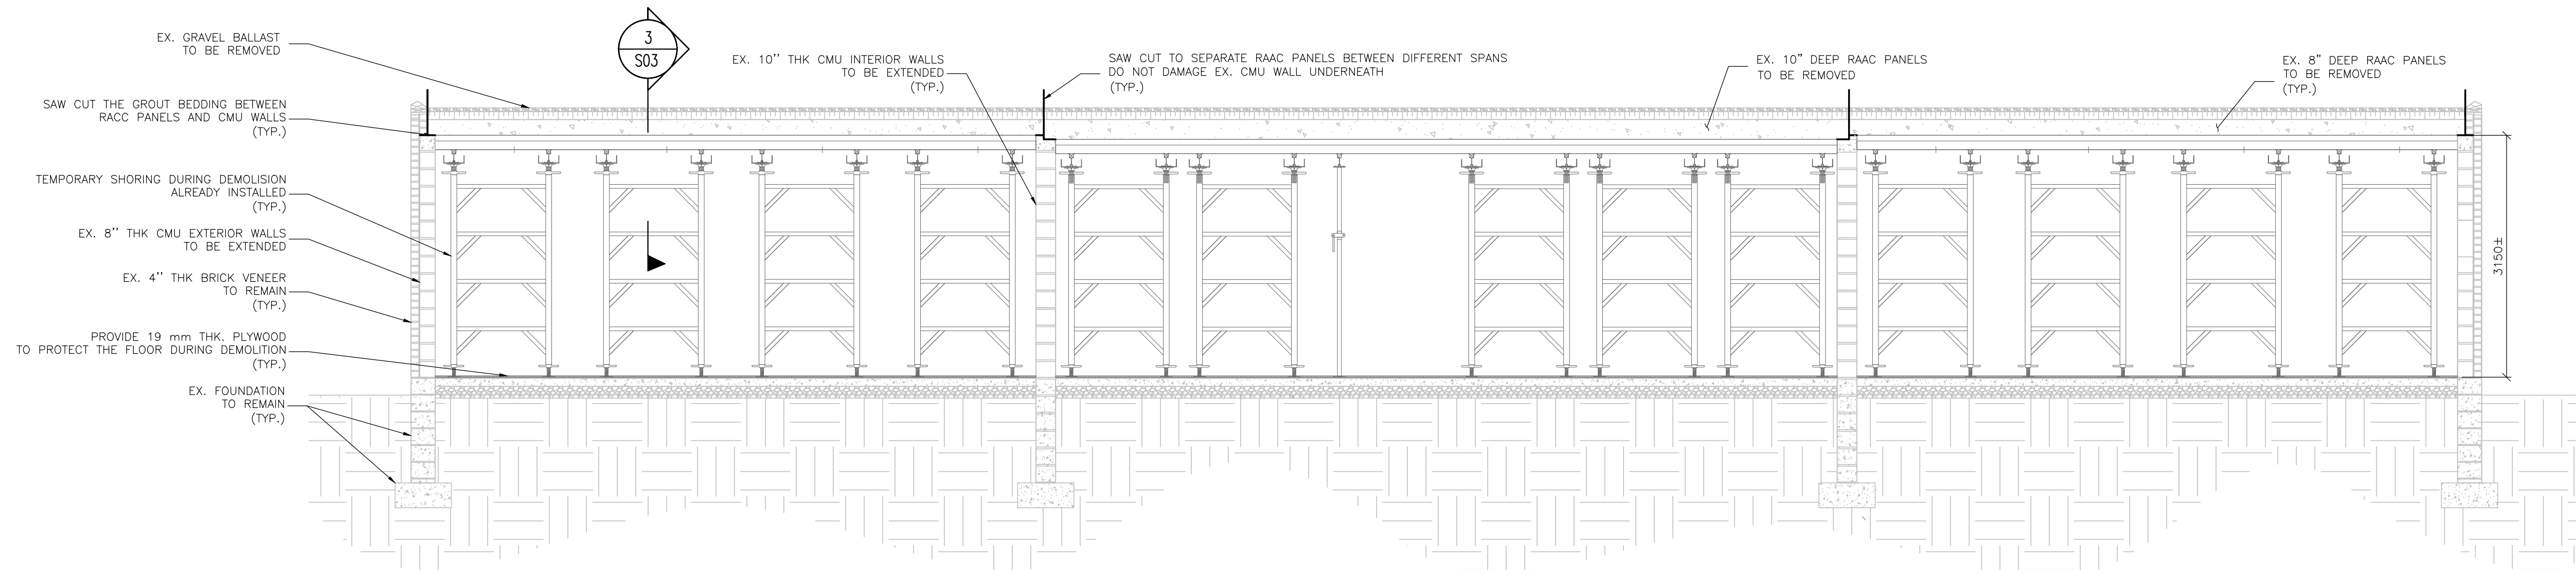 EX. GRAVEL BALLAST
TO BE REMOVED
SAW CUT THE GROUT BEDDING BETWEEN
RACC PANELS AND CMU WALLS
(TYP.)
TEMPORARY SHORING DURING DEMOLISION
ALREADY INSTALLED
(TYP.)
EX. 8'' THK CMU EXTERIOR WALLS
TO BE EXTENDED
EX. 4'' THK BRICK VENEER
TO REMAIN
(TYP.)
PROVIDE 19 mm THK. PLYWOOD
TO PROTECT THE FLOOR DURING DEMOLITION
(TYP.)
EX. FOUNDATION
TO REMAIN
(TYP.)
3
S03
EX. 10'' THK CMU INTERIOR WALLS
TO BE EXTENDED
(TYP.)
SAW CUT TO SEPARATE RAAC PANELS BETWEEN DIFFERENT SPANS
DO NOT DAMAGE EX. CMU WALL UNDERNEATH
(TYP.)
EX. 10" DEEP RAAC PANELS
TO BE REMOVED
EX. 8" DEEP RAAC PANELS
TO BE REMOVED
(TYP.)
3150±